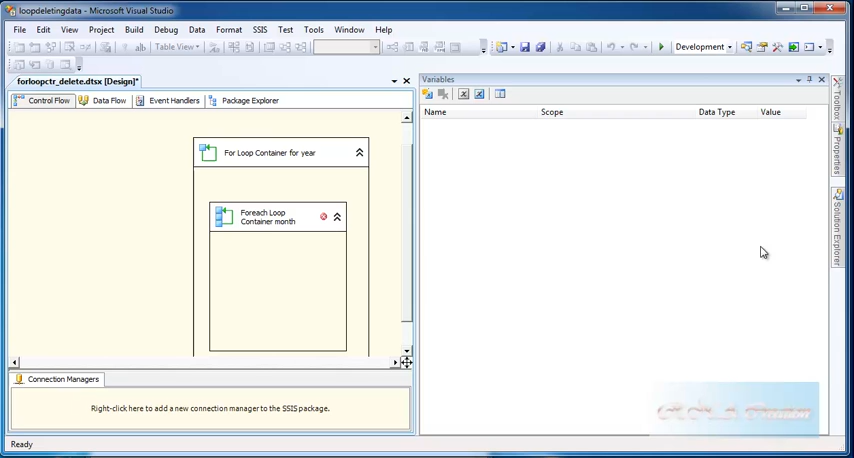 loopdeletingdata - Microsoft Visual Studio
File Edit View Project Build Debug Data Format SSIS Test Tools Window Help
Table View Development
forloopctr_delete.dtsx [Design]*
Control Flow Data Flow Event Handlers Package Explorer
For Loop Container for year
Foreach Loop
Container month
Connection Managers
Right-click here to add a new connection manager to the SSIS package.
Variables
Name Scope Data Type Value
Toolbox
Properties
Solution Explorer
Ready